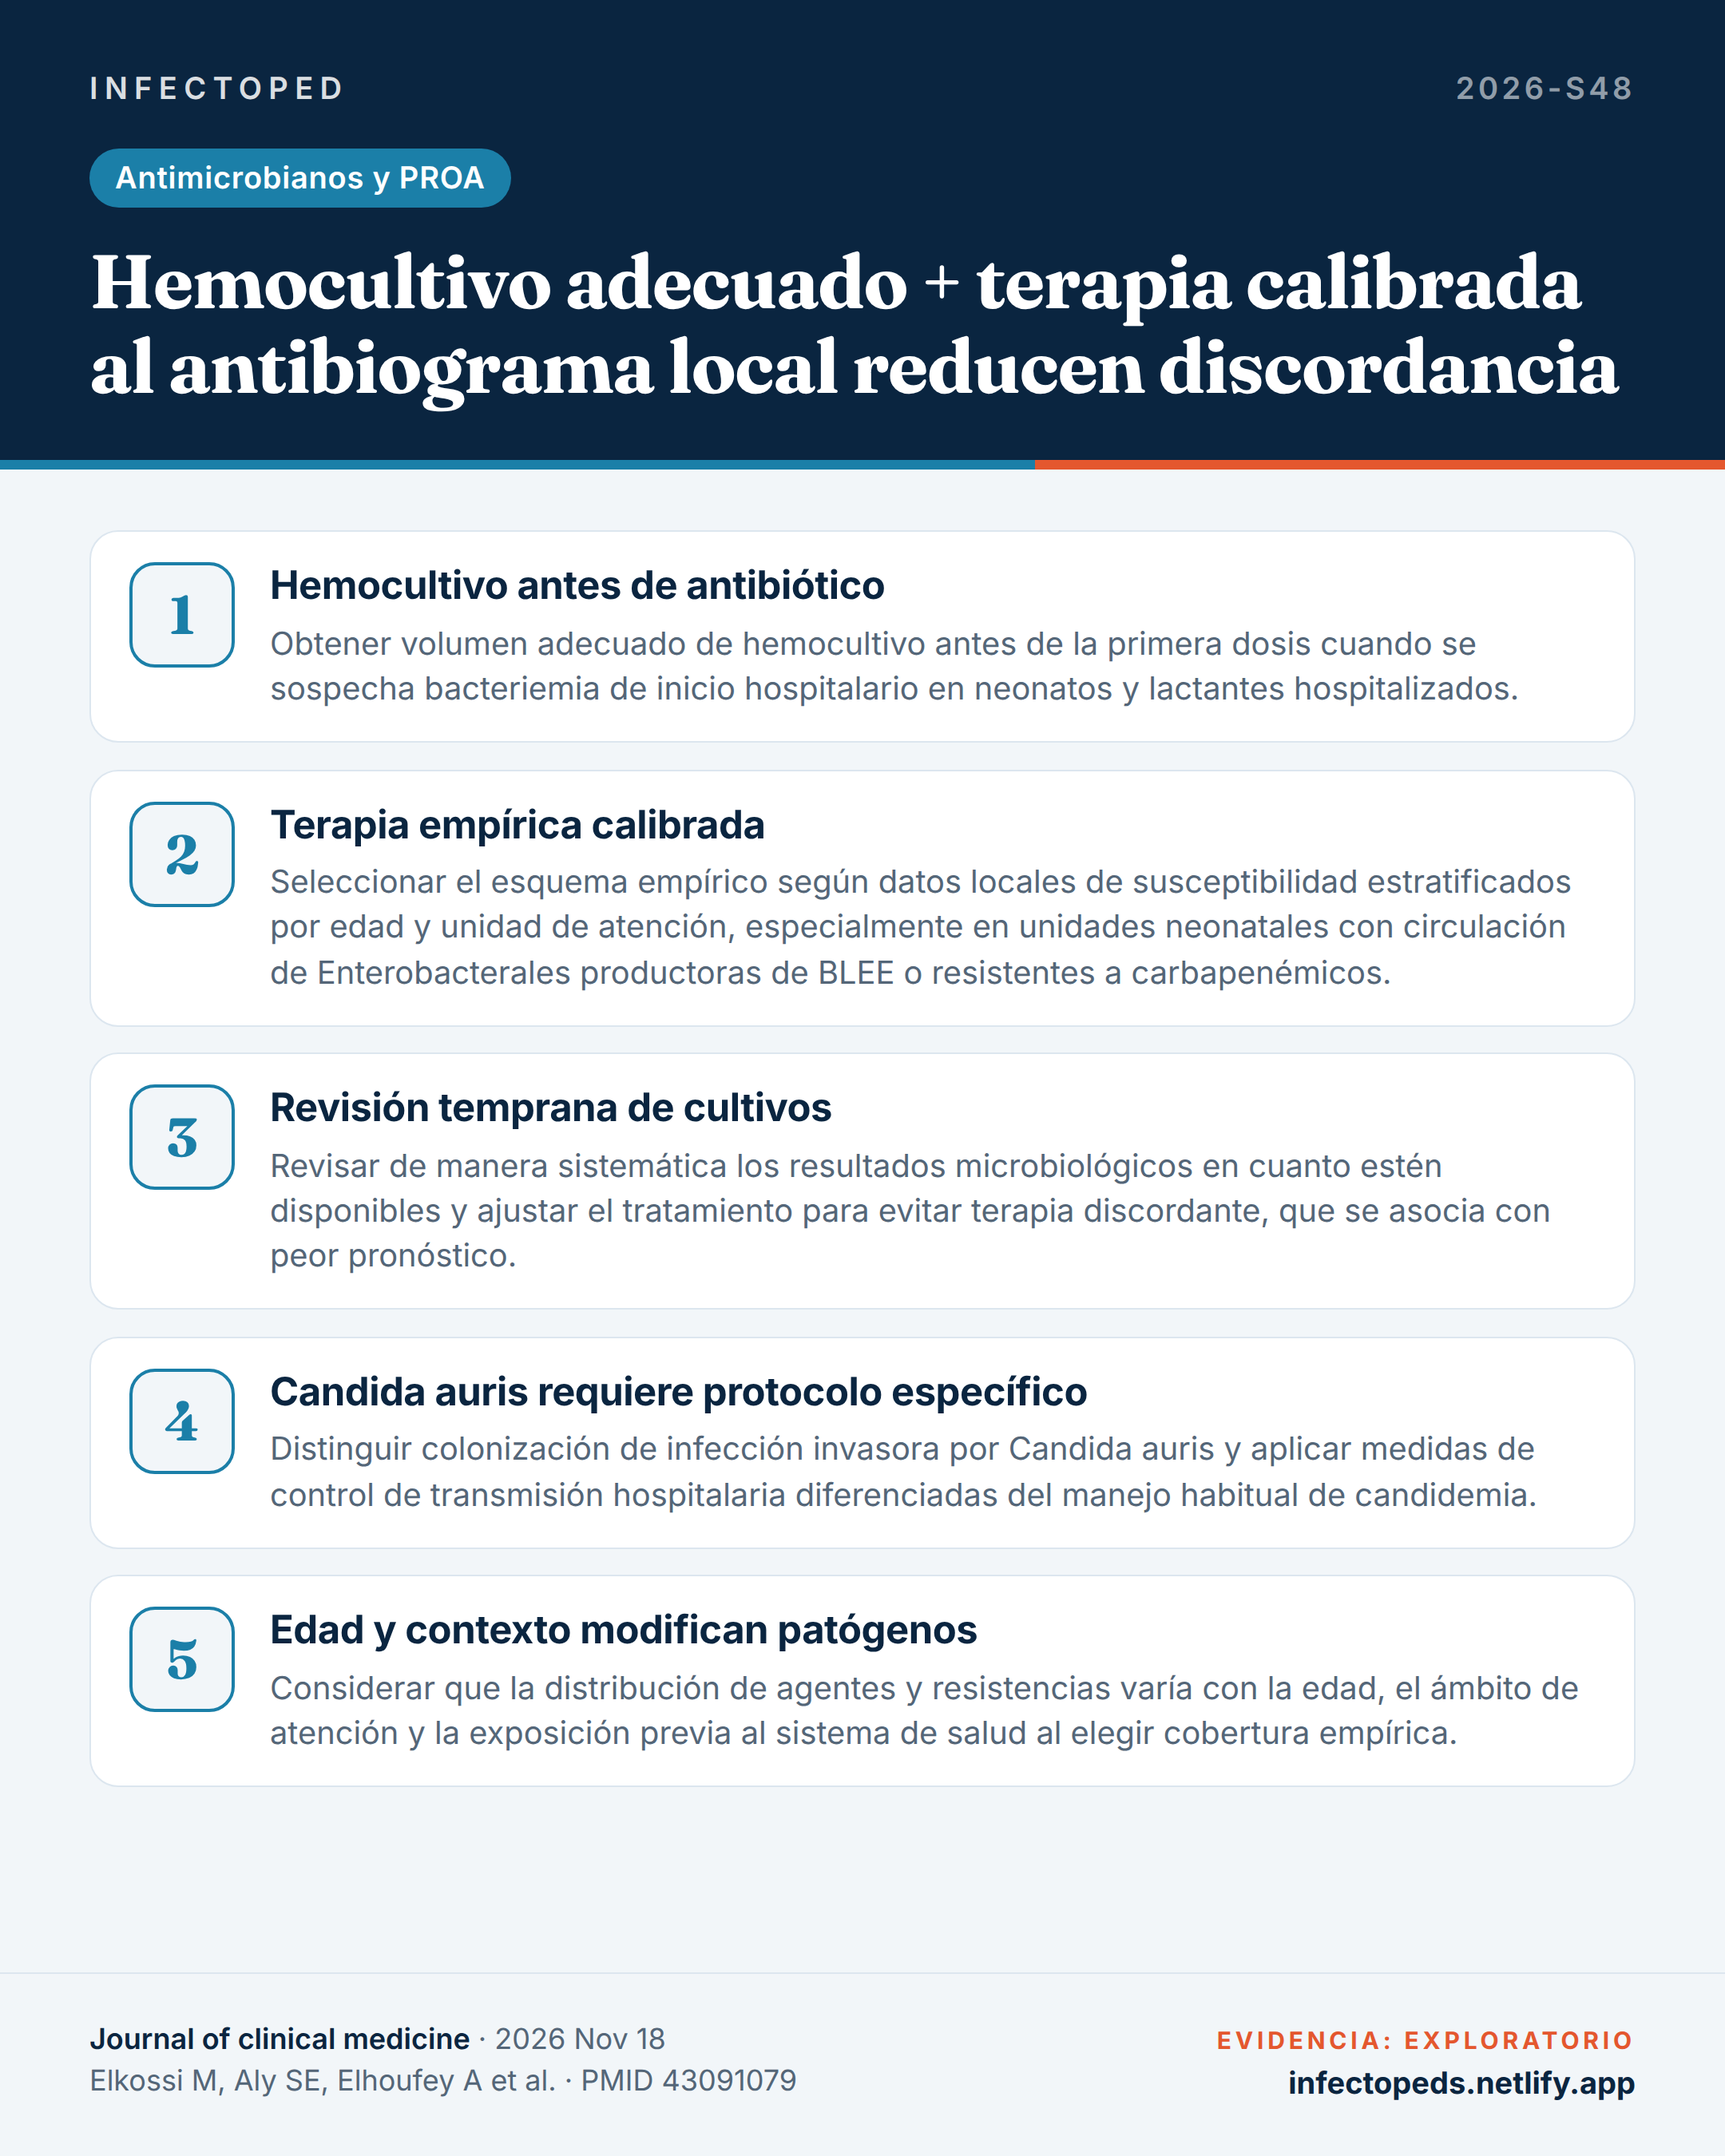 INFECTOPED
2026-S48
Antimicrobianos y PROA
Hemocultivo adecuado + terapia calibrada
al antibiograma local reducen discordancia
1
Hemocultivo antes de antibiótico
Obtener volumen adecuado de hemocultivo antes de la primera dosis cuando se
sospecha bacteriemia de inicio hospitalario en neonatos y lactantes hospitalizados.
2
Terapia empírica calibrada
Seleccionar el esquema empírico según datos locales de susceptibilidad estratificados
por edad y unidad de atención, especialmente en unidades neonatales con circulación
de Enterobacterales productoras de BLEE o resistentes a carbapenémicos.
3
Revisión temprana de cultivos
Revisar de manera sistemática los resultados microbiológicos en cuanto estén
disponibles y ajustar el tratamiento para evitar terapia discordante, que se asocia con
peor pronóstico.
4
Candida auris requiere protocolo específico
Distinguir colonización de infección invasora por Candida auris y aplicar medidas de
control de transmisión hospitalaria diferenciadas del manejo habitual de candidemia.
5
Edad y contexto modifican patógenos
Considerar que la distribución de agentes y resistencias varía con la edad, el ámbito de
atención y la exposición previa al sistema de salud al elegir cobertura empírica.
Journal of clinical medicine · 2026 Nov 18
Elkossi M, Aly SE, Elhoufey A et al. · PMID 43091079
EVIDENCIA: EXPLORATORIO
infectopeds.netlify.app